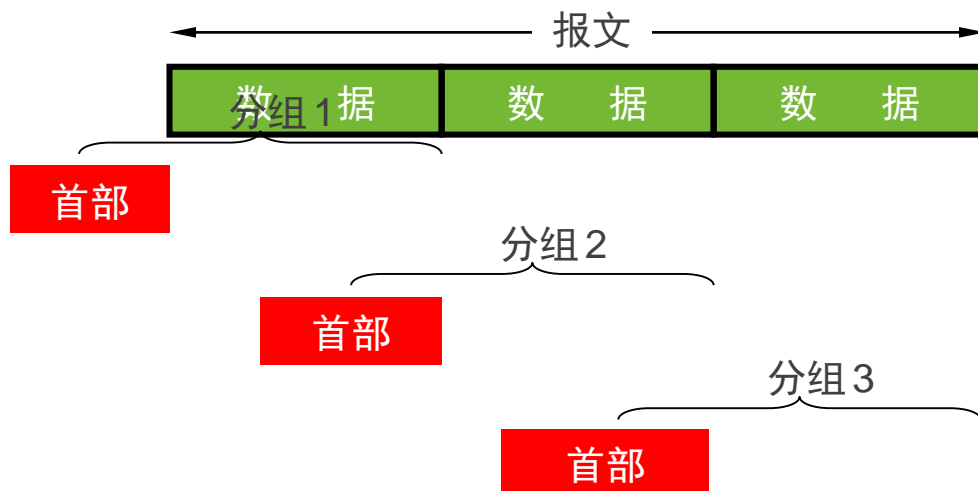 报文
数 据 数 据 数 据
分组1
首部
分组2
首部
分组3
首部